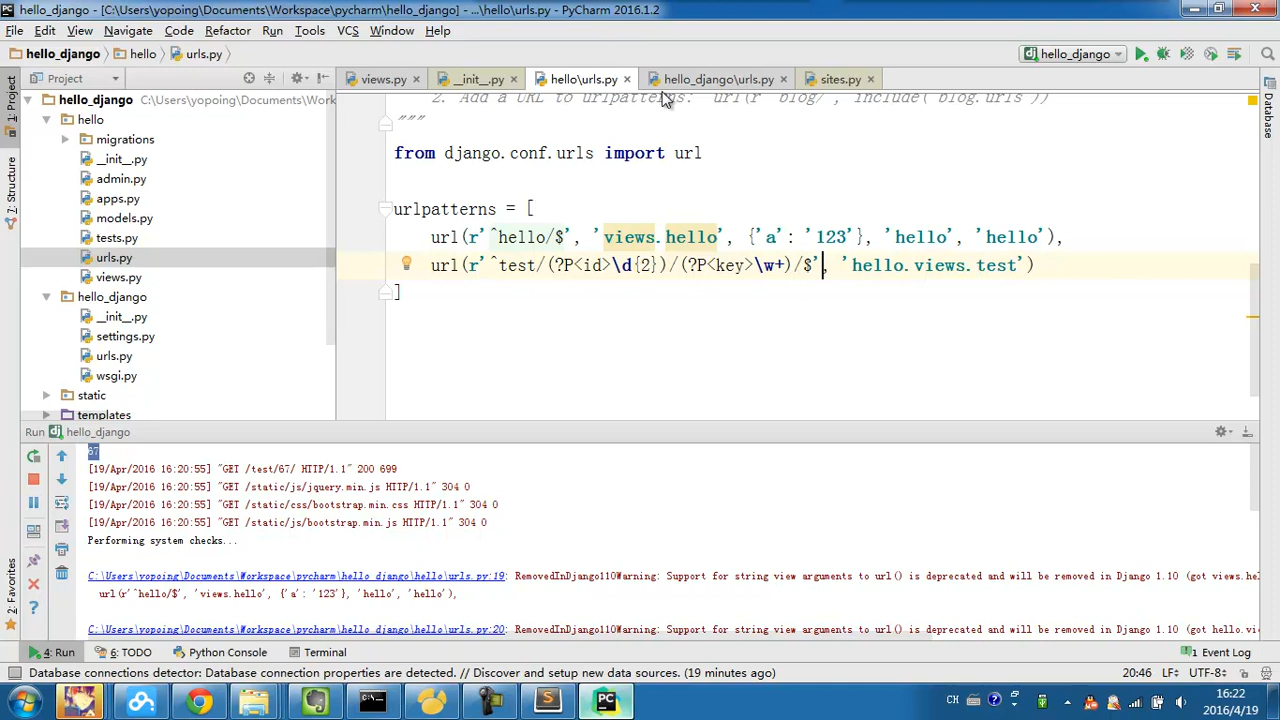 hello_django - [C:\Users\yopoing\Documents\Workspace\pycharm\hello_django] - ...\hello\urls.py - PyCharm 2016.1.2
File Edit View Navigate Code Refactor Run Tools VCS Window Help
hello_django hello urls.py hello_django
Project views.py __init__.py hello\urls.py hello_django\urls.py sites.py
1: Project
7: Structure
2: Favorites
Database
hello_django C:\Users\yopoing\Documents\Work
hello
migrations
__init__.py
admin.py
apps.py
models.py
tests.py
urls.py
views.py
hello_django
__init__.py
settings.py
urls.py
wsgi.py
static
templates
2. Add a URL to urlpatterns: url(r'^blog/', include('blog.urls'))
"""
from django.conf.urls import url
urlpatterns = [
url(r'^hello/$', 'views.hello', {'a': '123'}, 'hello', 'hello'),
url(r'^test/(?P<id>\d{2})/(?P<key>\w+)/$', 'hello.views.test')
]
Run hello_django
67
[19/Apr/2016 16:20:55] "GET /test/67/ HTTP/1.1" 200 699
[19/Apr/2016 16:20:55] "GET /static/js/jquery.min.js HTTP/1.1" 304 0
[19/Apr/2016 16:20:55] "GET /static/css/bootstrap.min.css HTTP/1.1" 304 0
[19/Apr/2016 16:20:55] "GET /static/js/bootstrap.min.js HTTP/1.1" 304 0
Performing system checks...
C:\Users\yopoing\Documents\Workspace\pycharm\hello_django\hello\urls.py:19: RemovedInDjango110Warning: Support for string view arguments to url() is deprecated and will be removed in Django 1.10 (got views.he
url(r'^hello/$', 'views.hello', {'a': '123'}, 'hello', 'hello'),
C:\Users\yopoing\Documents\Workspace\pycharm\hello_django\hello\urls.py:20: RemovedInDjango110Warning: Support for string view arguments to url() is deprecated and will be removed in Django 1.10 (got hello.vi
4: Run 6: TODO Python Console Terminal 1 Event Log
Database connections detector: Database connection properties are detected. // Discover and setup new data sources. (19 minutes ago) 20:46 LF÷ UTF-8÷
CH 16:22
2016/4/19